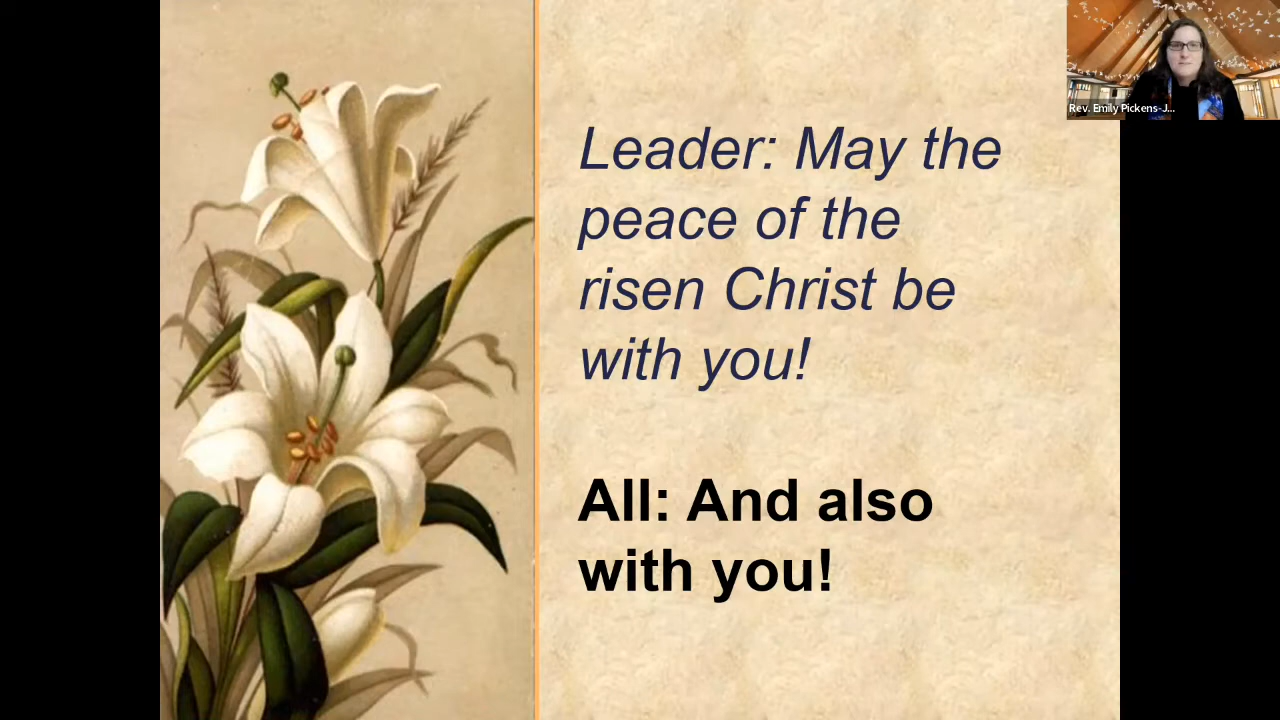 Rev. Emily Pickens-J...
Leader: May the
peace of the
risen Christ be
with you!
All: And also
with you!